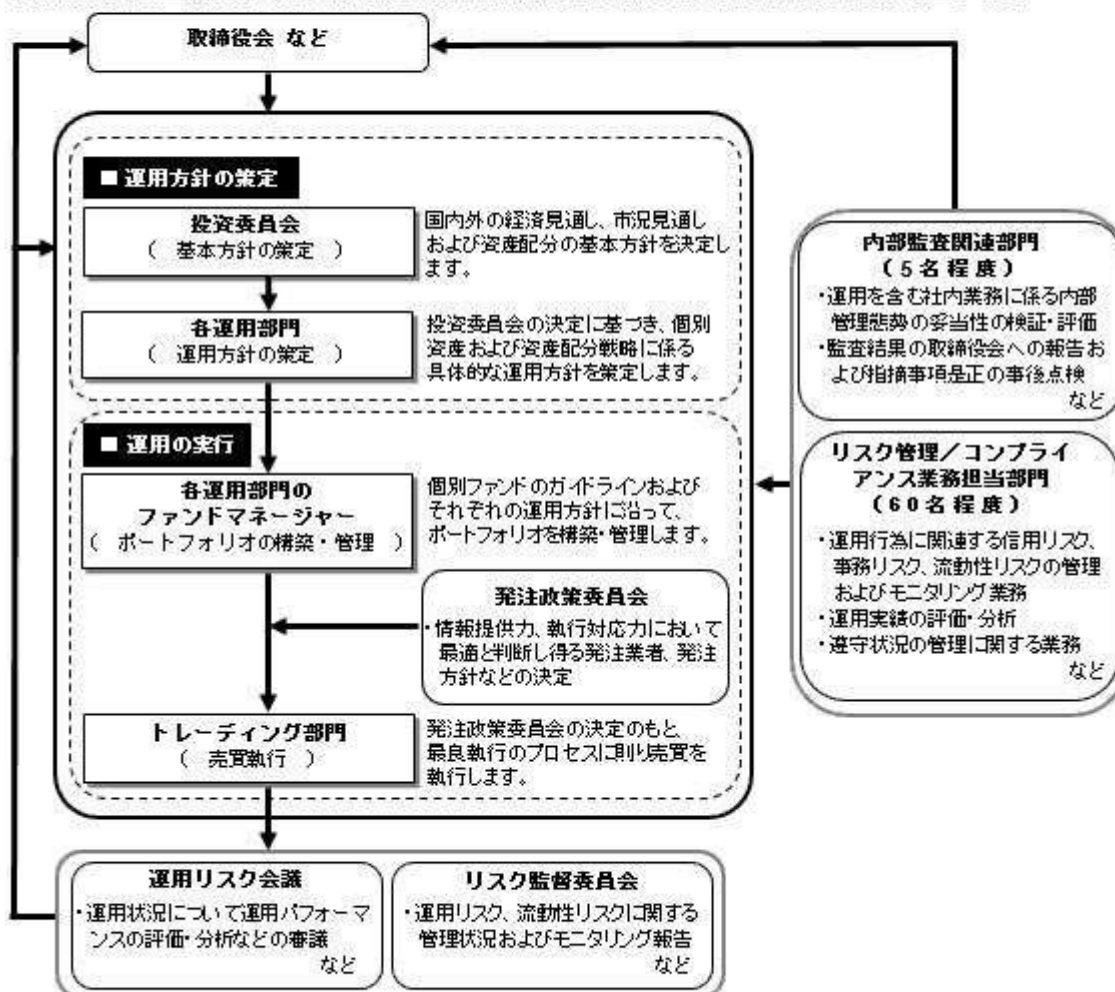 取締役会 など
■ 運用方針の策定
投資委員会
( 基本方針の策定 )
国内外の経済見通し、市況見通し
および資産配分の基本方針を決定し
ます。
各運用部門
( 運用方針の策定 )
投資委員会の決定に基づき、個別
資産および資産配分戦略に係る
具体的な運用方針を策定します。
■ 運用の実行
各運用部門の
ファンドマネージャー
( ポートフォリオの構築・管理 )
個別ファンドのガイドラインおよび
それぞれの運用方針に沿って、
ポートフォリオを構築・管理します。
発注政策委員会
・情報提供力、執行対応力において
最適と判断し得る発注業者、発注
方針などの決定
トレーディング部門
( 売買執行 )
発注政策委員会の決定のもと、
最良執行のプロセスに則り売買を
執行します。
内部監査関連部門
(5名程度)
・運用を含む社内業務に係る内部
管理態勢の妥当性の検証・評価
・監査結果の取締役会への報告お
よび指摘事項是正の事後点検
など
リスク管理/コンプライ
アンス業務担当部門
(60名程度)
・運用行為に関連する信用リスク、
事務リスク、流動性リスクの管理
およびモニタリング業務
・運用実績の評価・分析
・遵守状況の管理に関する業務
など
運用リスク会議
・運用状況について運用パフォーマ
ンスの評価・分析などの審議
など
リスク監督委員会
・運用リスク、流動性リスクに関する
管理状況およびモニタリング報告
など